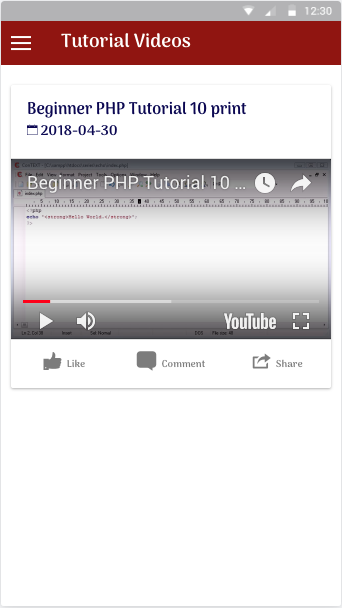 12:30
Tutorial Videos
Beginner PHP Tutorial 10 print
2018-04-30
Beginner PHP Tutorial 10 ...
<?php
echo "<strong>Hello World.</strong>";
?>
YouTube
Like
Comment
Share